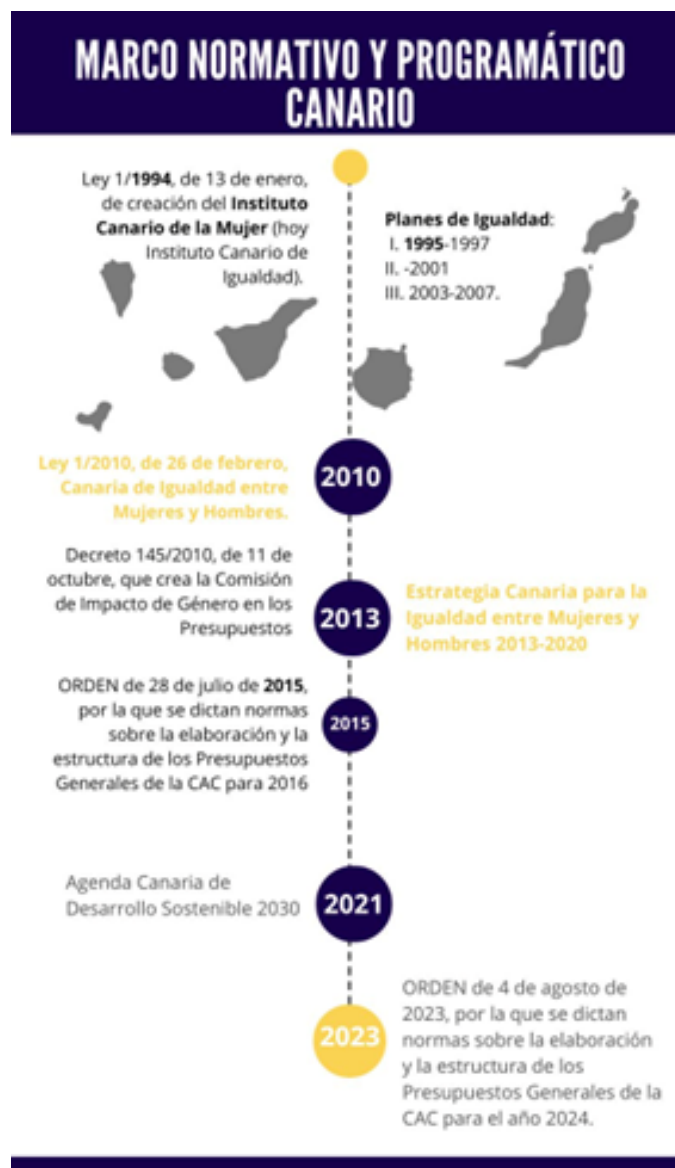 MARCO NORMATIVO Y PROGRAMÁTICO
CANARIO
Ley 1/1994, de 13 de enero,
de creación del Instituto
Canario de la Mujer (hoy
Instituto Canario de
Igualdad).
Planes de Igualdad:
I. 1995-1997
II. -2001
III. 2003-2007.
2010
Ley 1/2010, de 26 de febrero,
Canaria de Igualdad entre
Mujeres y Hombres.
Decreto 145/2010, de 11 de
octubre, que crea la Comisión
de Impacto de Género en los
Presupuestos
2013
Estrategia Canaria para la
Igualdad entre Mujeres y
Hombres 2013-2020
ORDEN de 28 de julio de 2015,
por la que se dictan normas
sobre la elaboración y la
estructura de los Presupuestos
Generales de la CAC para 2016
2015
Agenda Canaria de
Desarrollo Sostenible 2030
2021
2023
ORDEN de 4 de agosto de
2023, por la que se dictan
normas sobre la elaboración
y la estructura de los
Presupuestos Generales de la
CAC para el año 2024.